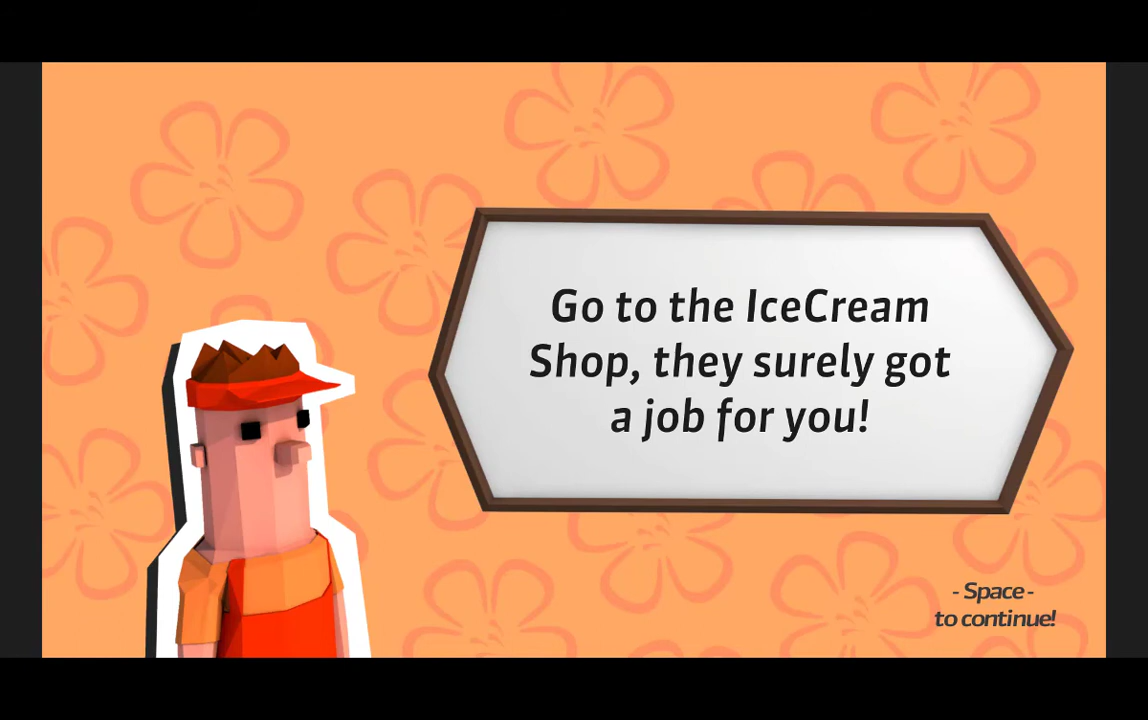 Go to the IceCream
Shop, they surely got
a job for you!
- Space -
to continue!